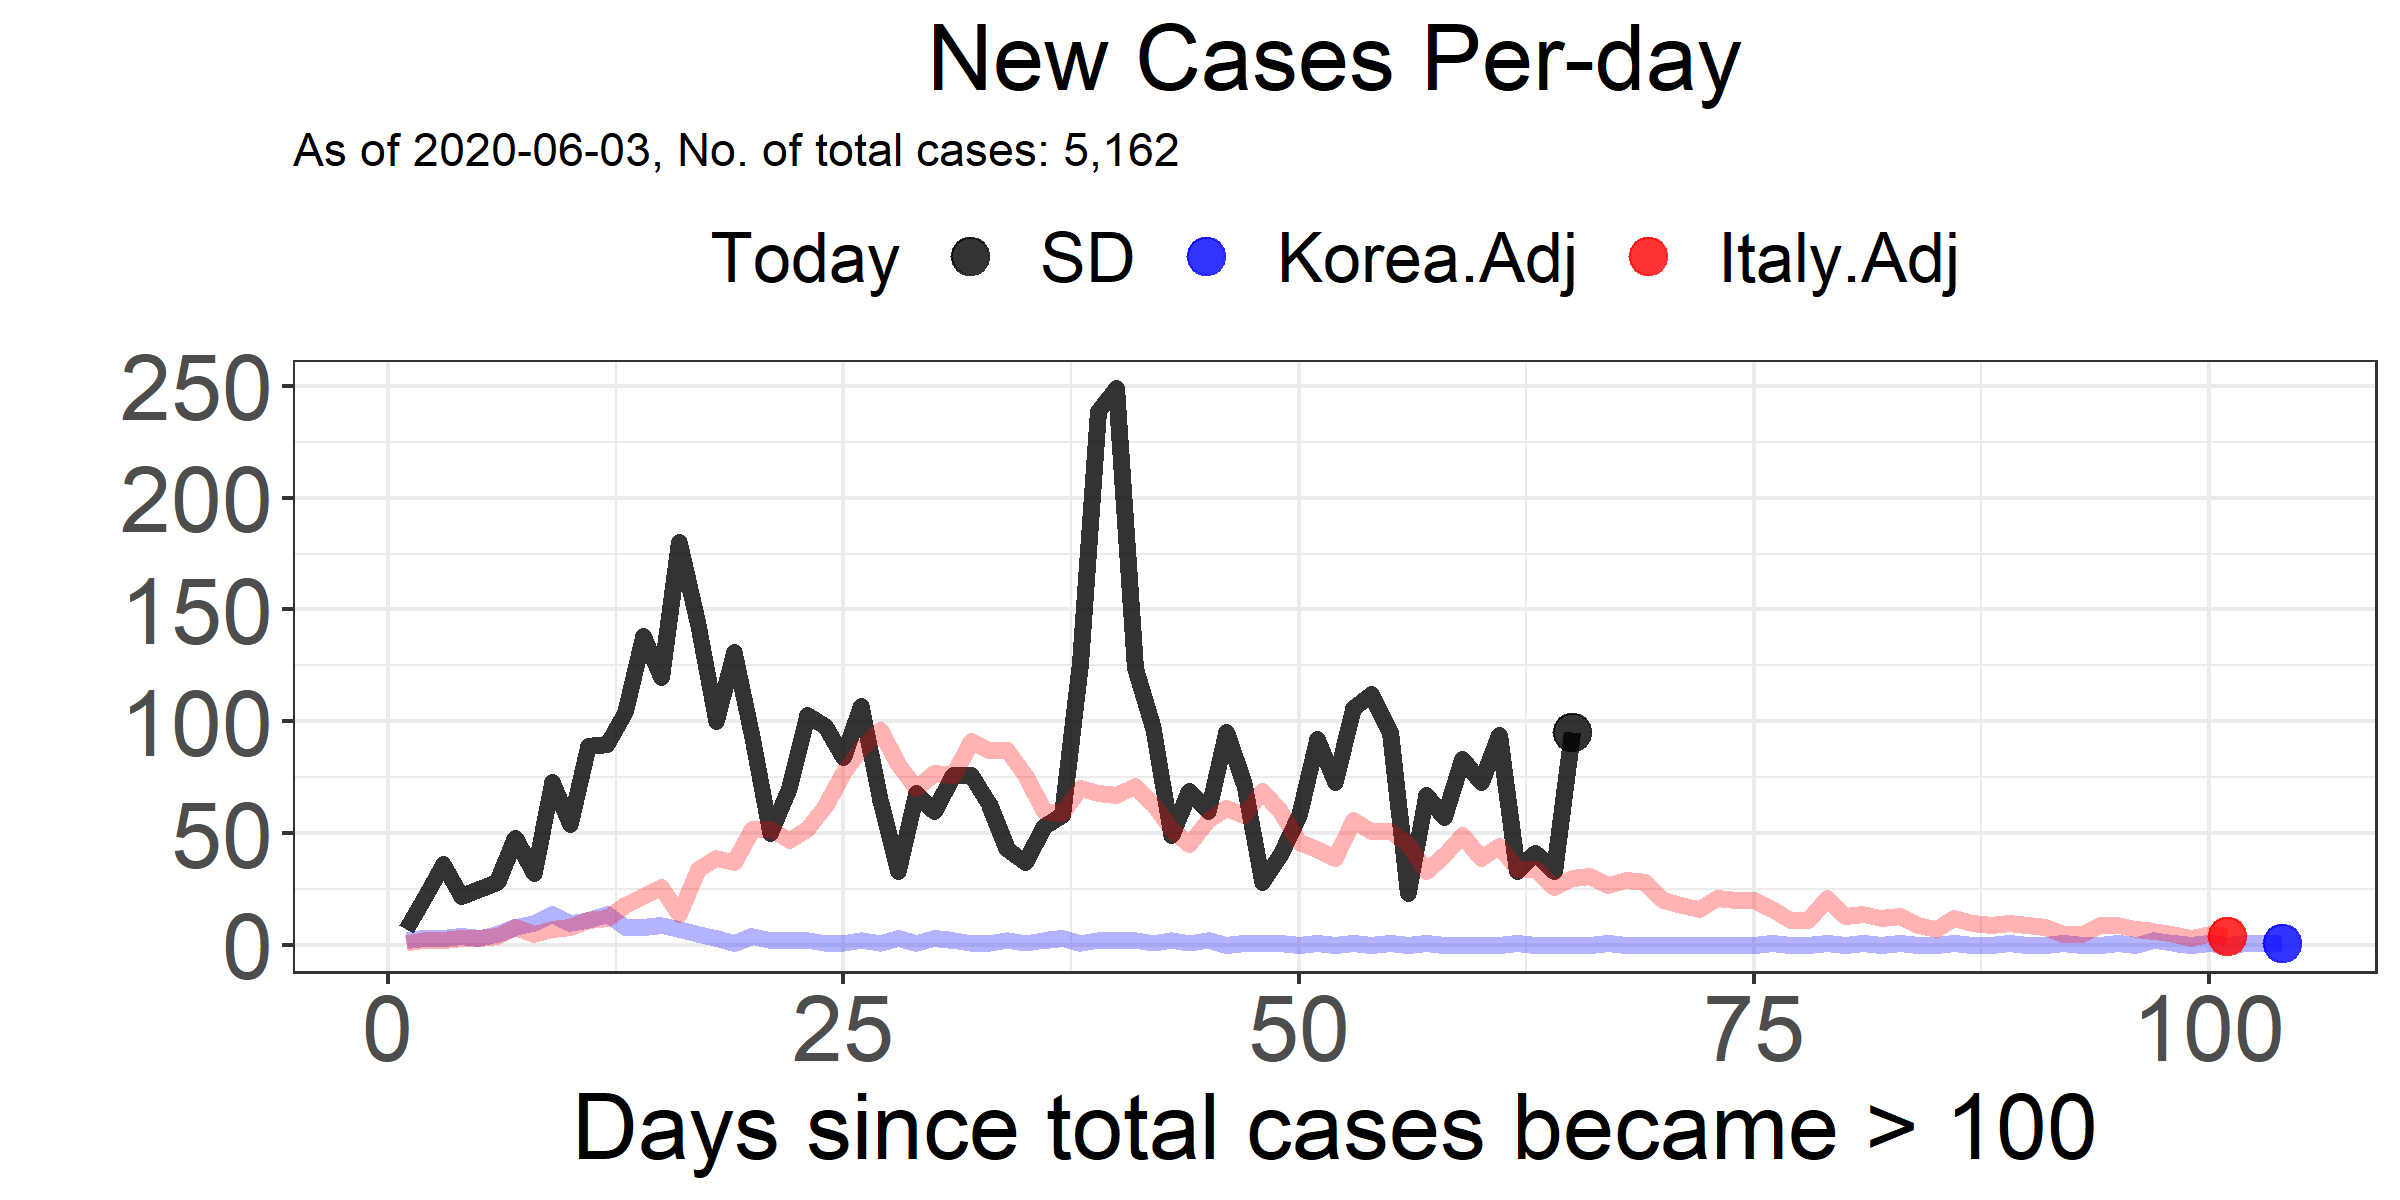 New Cases Per-day
As of 2020-06-03, No. of total cases: 5,162
Today SD Korea.Adj Italy.Adj
250
200
150
100
50
0
0 25 50 75 100
Days since total cases became > 100